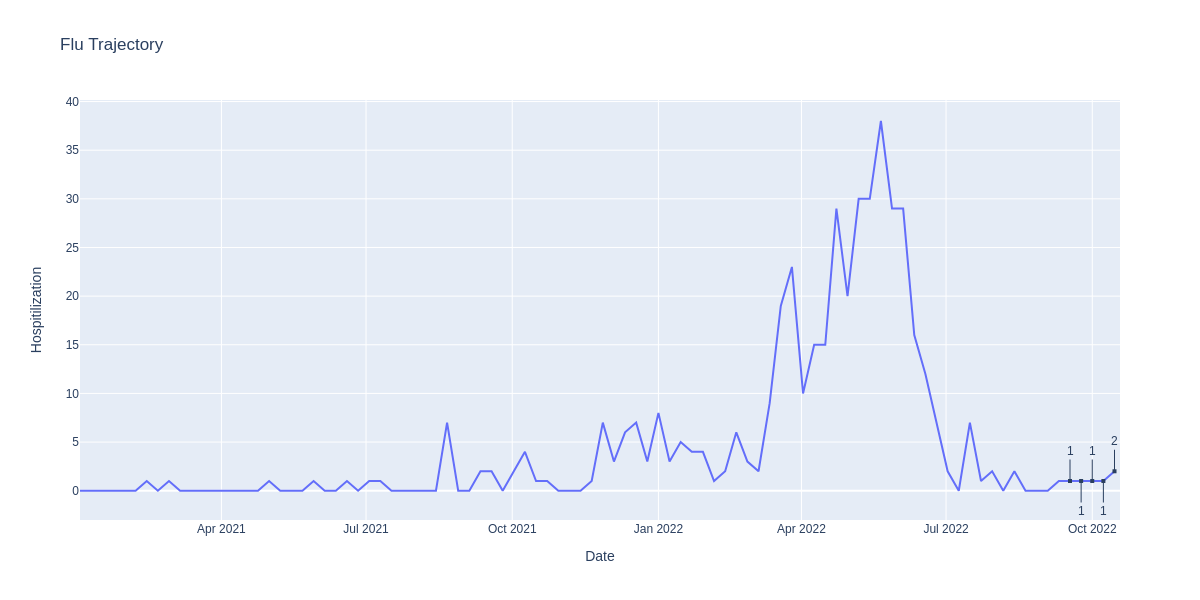 Flu Trajectory
Hospitilization
40
35
30
25
20
15
10
5
0
1
1
2
1
1
Apr 2021
Jul 2021
Oct 2021
Jan 2022
Apr 2022
Jul 2022
Oct 2022
Date